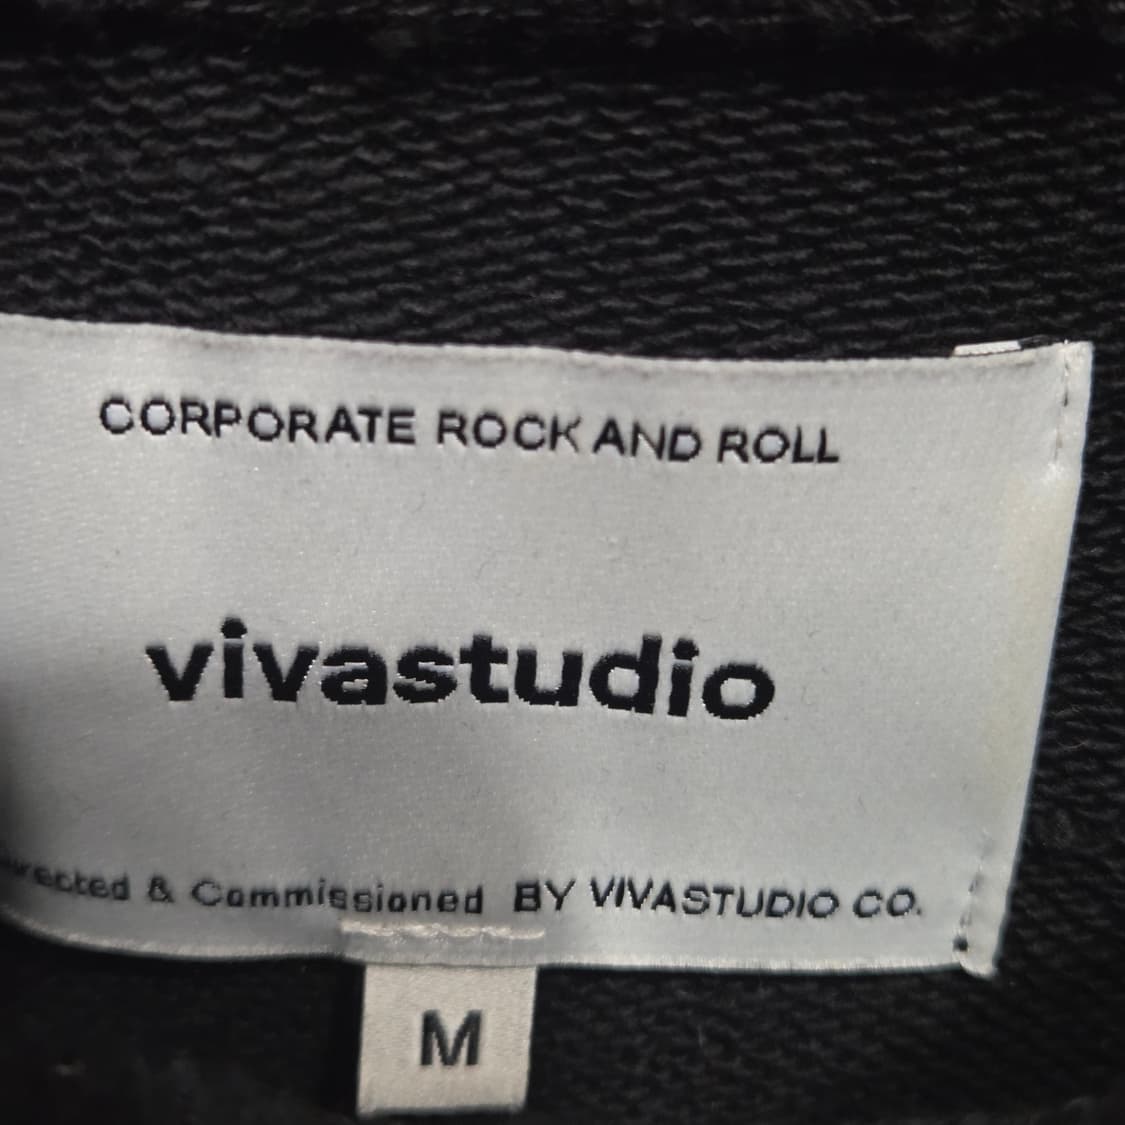 CORPORATE ROCK AND ROLL
vivastudio
& Commissioned BY VIVASTUDIO CO.
M